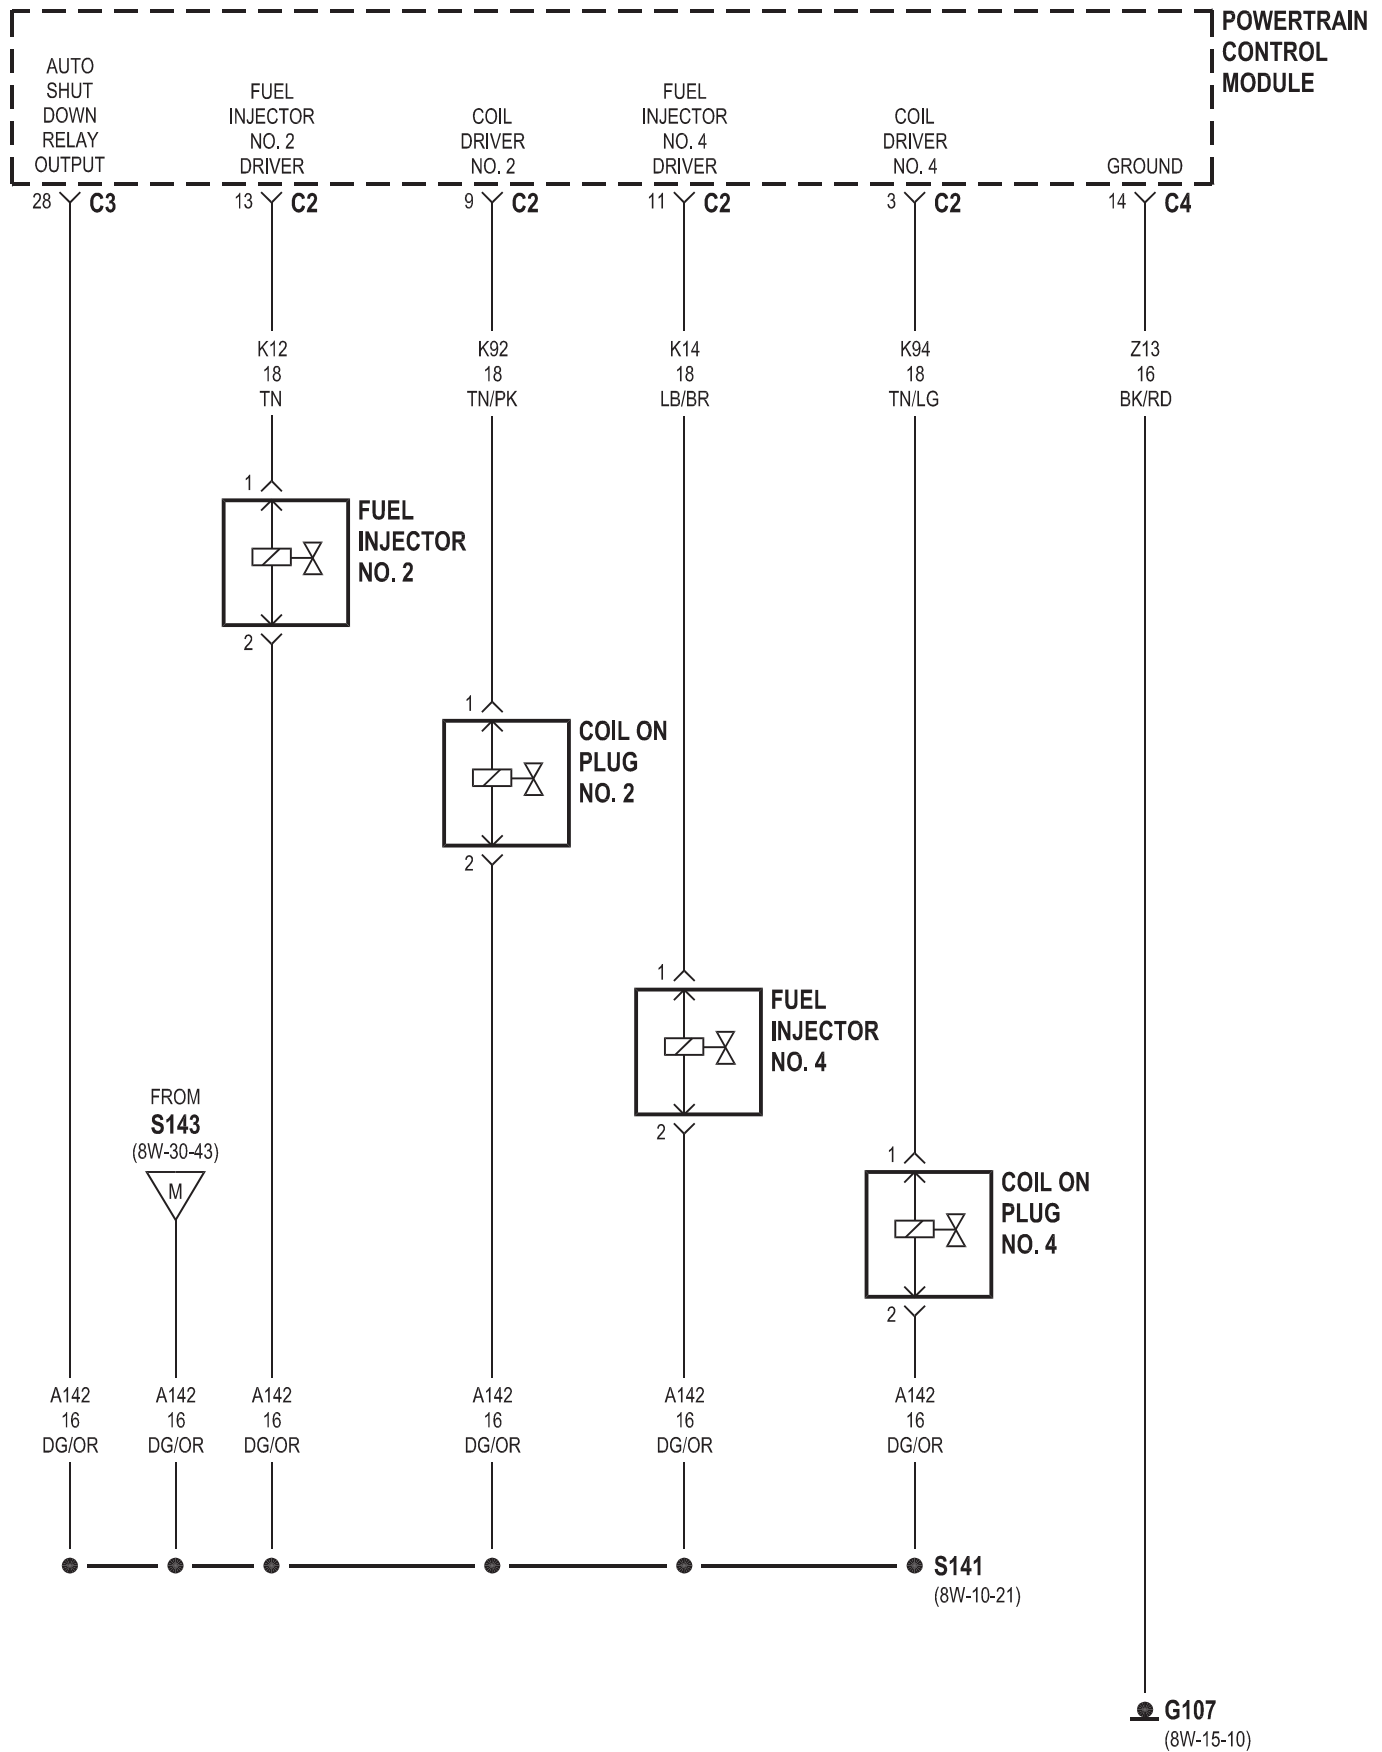 POWERTRAIN
CONTROL
MODULE
AUTO
SHUT
DOWN
RELAY
OUTPUT
FUEL
INJECTOR
NO. 2
DRIVER
COIL
DRIVER
NO. 2
FUEL
INJECTOR
NO. 4
DRIVER
COIL
DRIVER
NO. 4
GROUND
28 C3
13 C2
9 C2
11 C2
3 C2
14 C4
K12
18
TN
K92
18
TN/PK
K14
18
LB/BR
K94
18
TN/LG
Z13
16
BK/RD
1
FUEL
INJECTOR
NO. 2
2
1
COIL ON
PLUG
NO. 2
2
1
FUEL
INJECTOR
NO. 4
2
FROM
S143
(8W-30-43)
M
1
COIL ON
PLUG
NO. 4
2
A142
16
DG/OR
A142
16
DG/OR
A142
16
DG/OR
A142
16
DG/OR
A142
16
DG/OR
A142
16
DG/OR
S141
(8W-10-21)
G107
(8W-15-10)